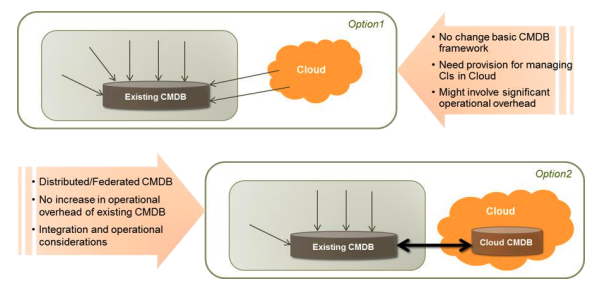 Option1
Cloud
Existing CMDB
• No change basic CMDB
framework
• Need provision for managing
CIs in Cloud
• Might involve significant
operational overhead
• Distributed/Federated CMDB
• No increase in operational
overhead of existing CMDB
• Integration and operational
considerations
Option2
Cloud
Existing CMDB
Cloud CMDB